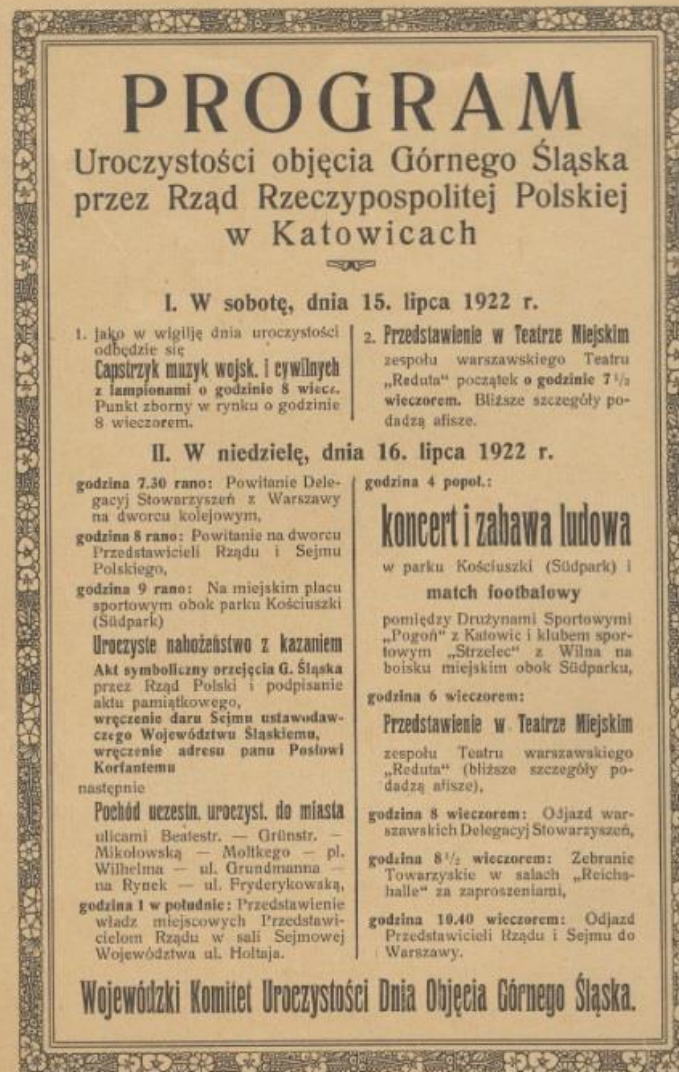 PROGRAM
Uroczystości objęcia Górnego Śląska
przez Rząd Rzeczypospolitej Polskiej
w Katowicach
I. W sobotę, dnia 15. lipca 1922 r.
1. jako w wigilję dnia uroczystości
odbędzie się
Capstrzyk muzyk wojsk. i cywilnych
z lampionami o godzinie 8 wiecz.
Punkt zborny w rynku o godzinie
8 wieczorem.
2. Przedstawienie w Teatrze Miejskim
zespołu warszawskiego Teatru
„Reduta" początek o godzinie 7 1/2
wieczorem. Bliższe szczegóły po-
dadzą afisze.
II. W niedzielę, dnia 16. lipca 1922 r.
godzina 7.30 rano: Powitanie Dele-
gacyj Stowarzyszeń z Warszawy
na dworcu kolejowym,
godzina 8 rano: Powitanie na dworcu
Przedstawicieli Rządu i Sejmu
Polskiego,
godzina 9 rano: Na miejskim placu
sportowym obok parku Kościuszki
(Südpark)
Uroczyste nabożeństwo z kazaniem
Akt symboliczny przejęcia G. Śląska
przez Rząd Polski i podpisanie
aktu pamiątkowego,
wręczenie daru Sejmu ustawodaw-
czego Województwu Śląskiemu,
wręczenie adresu panu Posłowi
Korfantemu
następnie
Pochód uczestn. uroczyst. do miasta
ulicami Beatestr. — Grünstr. —
Mikołowską — Moltkego — pl.
Wilhelma — ul. Grundmanna —
na Rynek — ul. Fryderykowską,
godzina 1 w południe: Przedstawienie
władz miejscowych Przedstawi-
cielom Rządu w sali Sejmowej
Województwa ul. Hołtaja.
godzina 4 popoł.:
koncert i zabawa ludowa
w parku Kościuszki (Südpark) i
match footbalowy
pomiędzy Drużynami Sportowymi
„Pogoń" z Katowic i klubem spor-
towym „Strzelec" z Wilna na
boisku miejskim obok Südparku,
godzina 6 wieczorem:
Przedstawienie w Teatrze Miejskim
zespołu Teatru warszawskiego
„Reduta" (bliższe szczegóły po-
dadzą afisze),
godzina 8 wieczorem: Odjazd war-
szawskich Delegacyj Stowarzyszeń,
godzina 8 1/2 wieczorem: Zebranie
Towarzyskie w salach „Reichs-
halle" za zaproszeniami,
godzina 10.40 wieczorem: Odjazd
Przedstawicieli Rządu i Sejmu do
Warszawy.
Wojewódzki Komitet Uroczystości Dnia Objęcia Górnego Śląska.